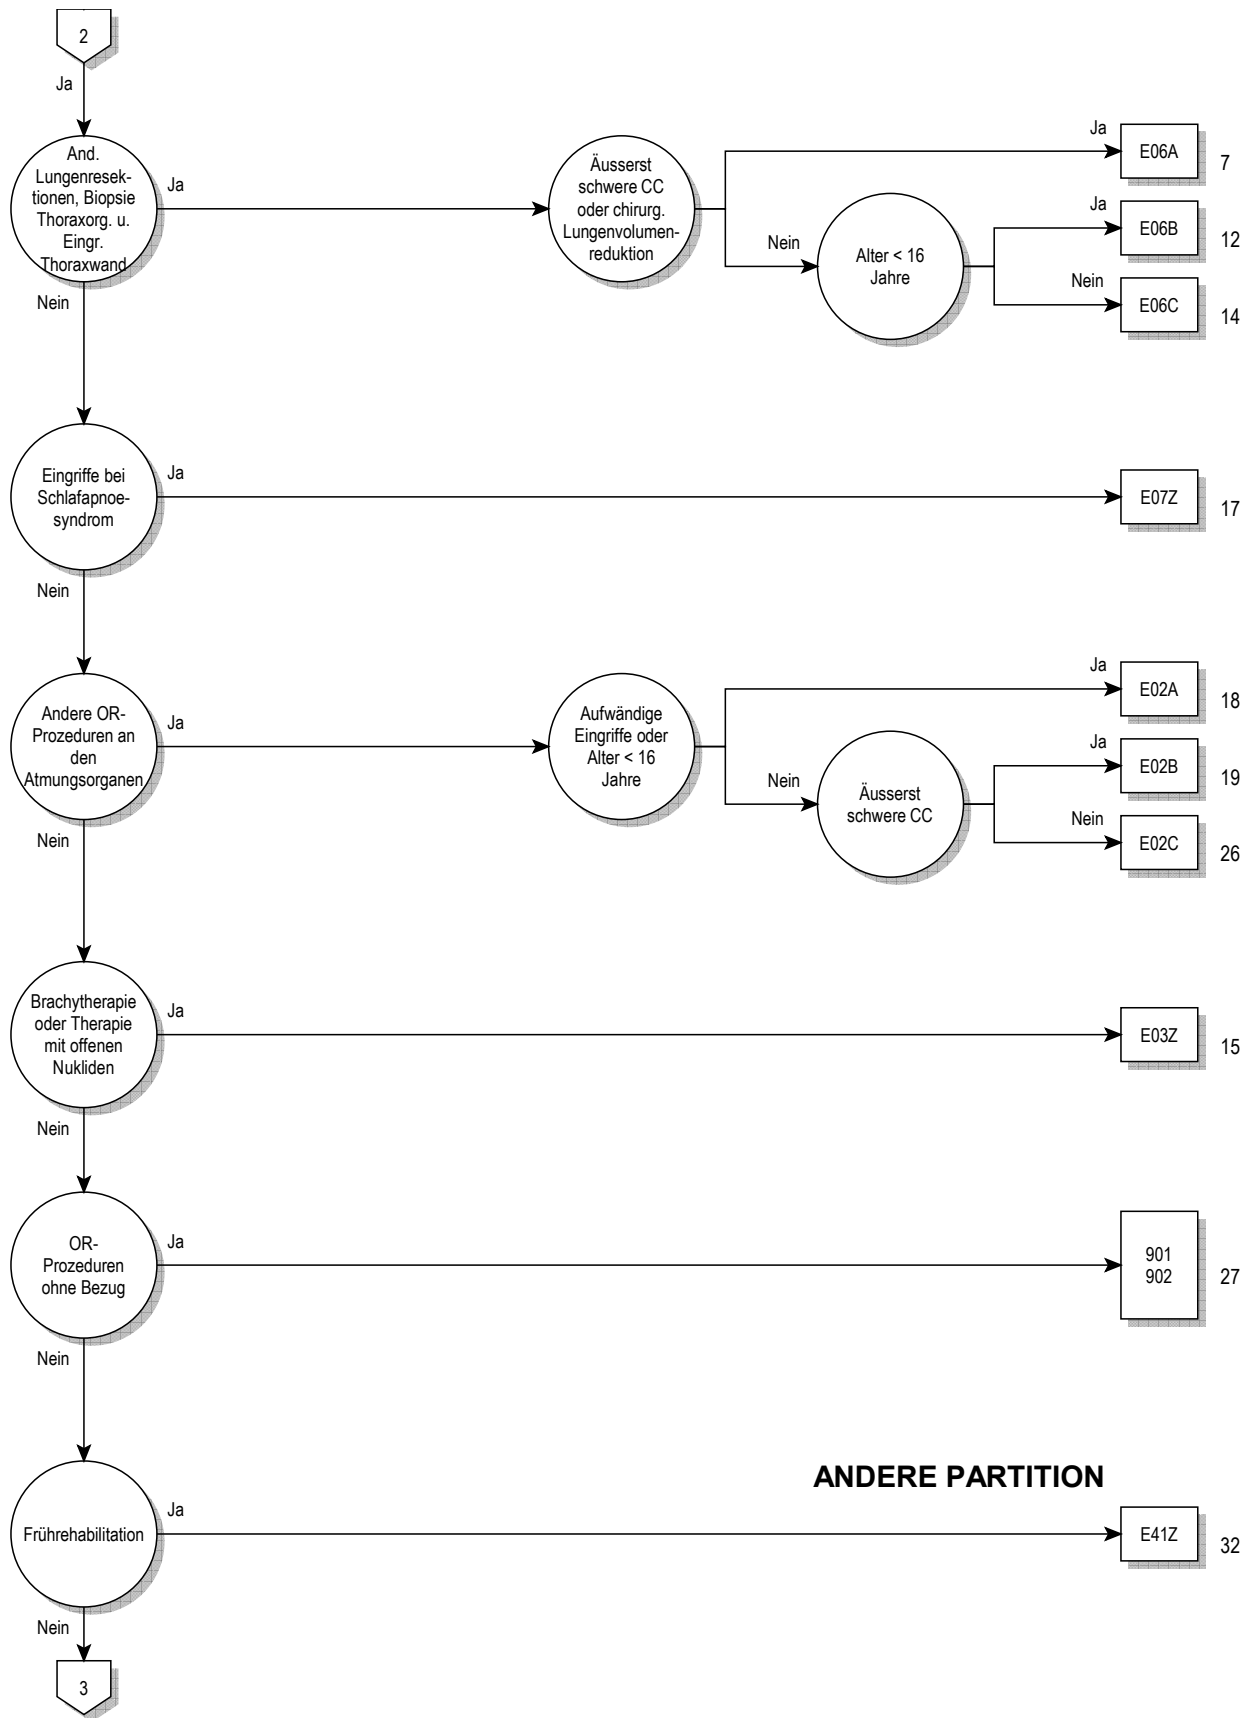 2
Ja
And.
Lungenresek-
tionen, Biopsie
Thoraxorg. u.
Eingr.
Thoraxwand
Ja
Äusserst
schwere CC
oder chirurg.
Lungenvolumen-
reduktion
Ja
E06A
7
Nein
Alter < 16
Jahre
Ja
E06B
12
Nein
E06C
14
Nein
Eingriffe bei
Schlafapnoe-
syndrom
Ja
E07Z
17
Nein
Andere OR-
Prozeduren an
den
Atmungsorganen
Ja
Aufwändige
Eingriffe oder
Alter < 16
Jahre
Ja
E02A
18
Nein
Äusserst
schwere CC
Ja
E02B
19
Nein
E02C
26
Nein
Brachytherapie
oder Therapie
mit offenen
Nukliden
Ja
E03Z
15
Nein
OR-
Prozeduren
ohne Bezug
Ja
901
902
27
Nein
ANDERE PARTITION
Frührehabilitation
Ja
E41Z
32
Nein
3